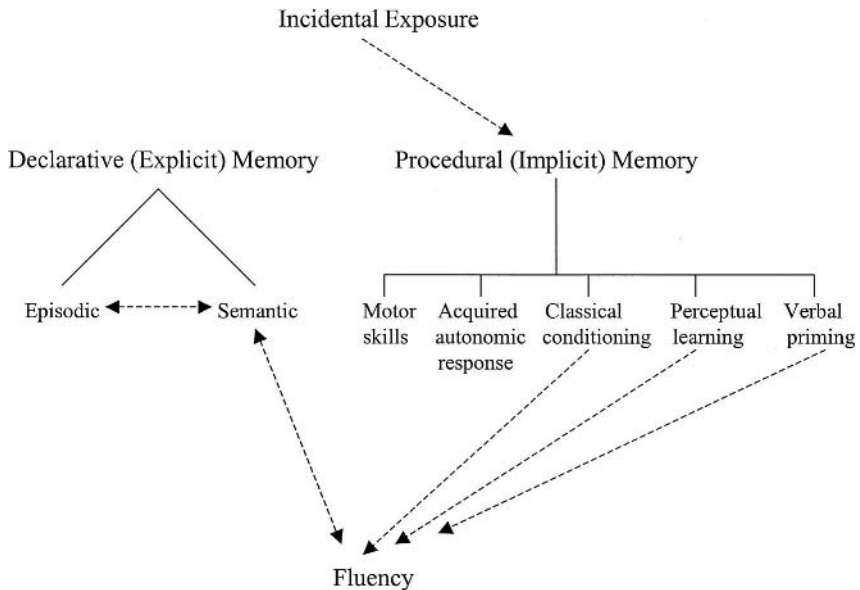 Incidental Exposure
Declarative (Explicit) Memory
Procedural (Implicit) Memory
Episodic
Semantic
Motor
skills
Acquired
autonomic
response
Classical
conditioning
Perceptual
learning
Verbal
priming
Fluency